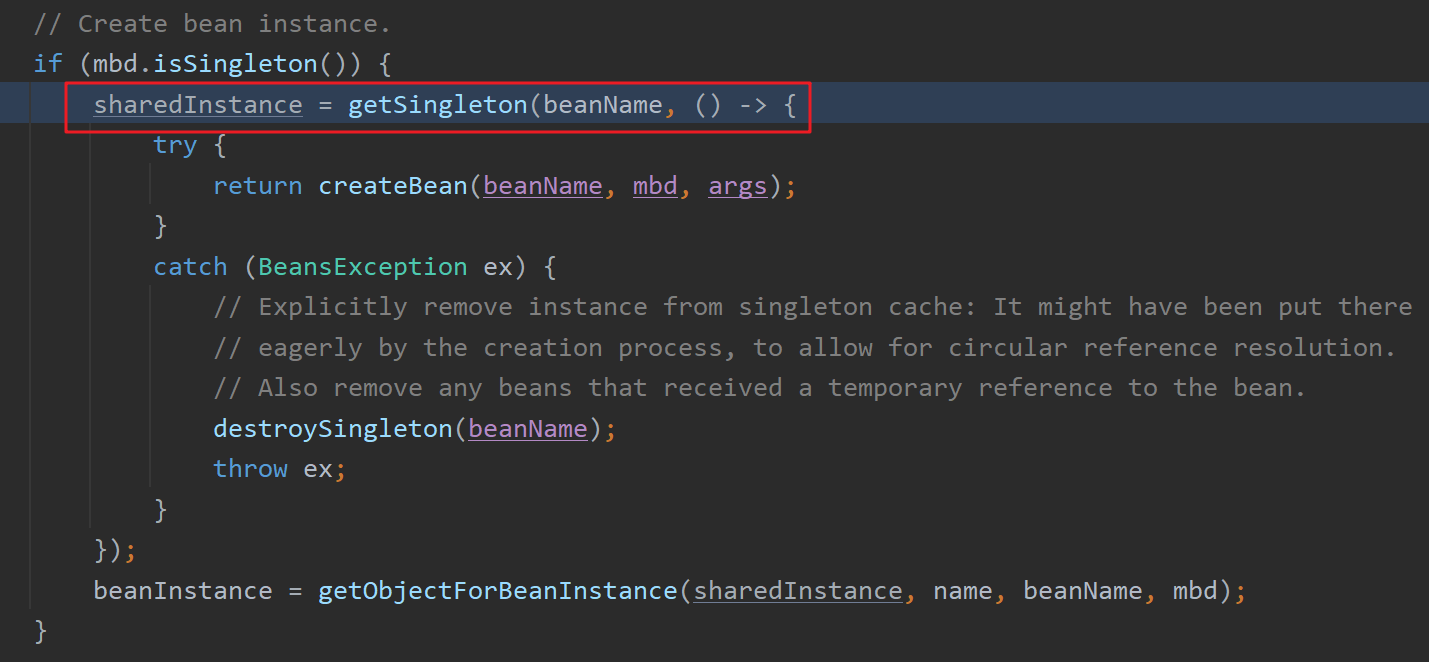 // Create bean instance.
if (mbd.isSingleton()) {
sharedInstance = getSingleton(beanName, () -> {
try {
return createBean(beanName, mbd, args);
}
catch (BeansException ex) {
// Explicitly remove instance from singleton cache: It might have been put there
// eagerly by the creation process, to allow for circular reference resolution.
// Also remove any beans that received a temporary reference to the bean.
destroySingleton(beanName);
throw ex;
}
});
beanInstance = getObjectForBeanInstance(sharedInstance, name, beanName, mbd);
}